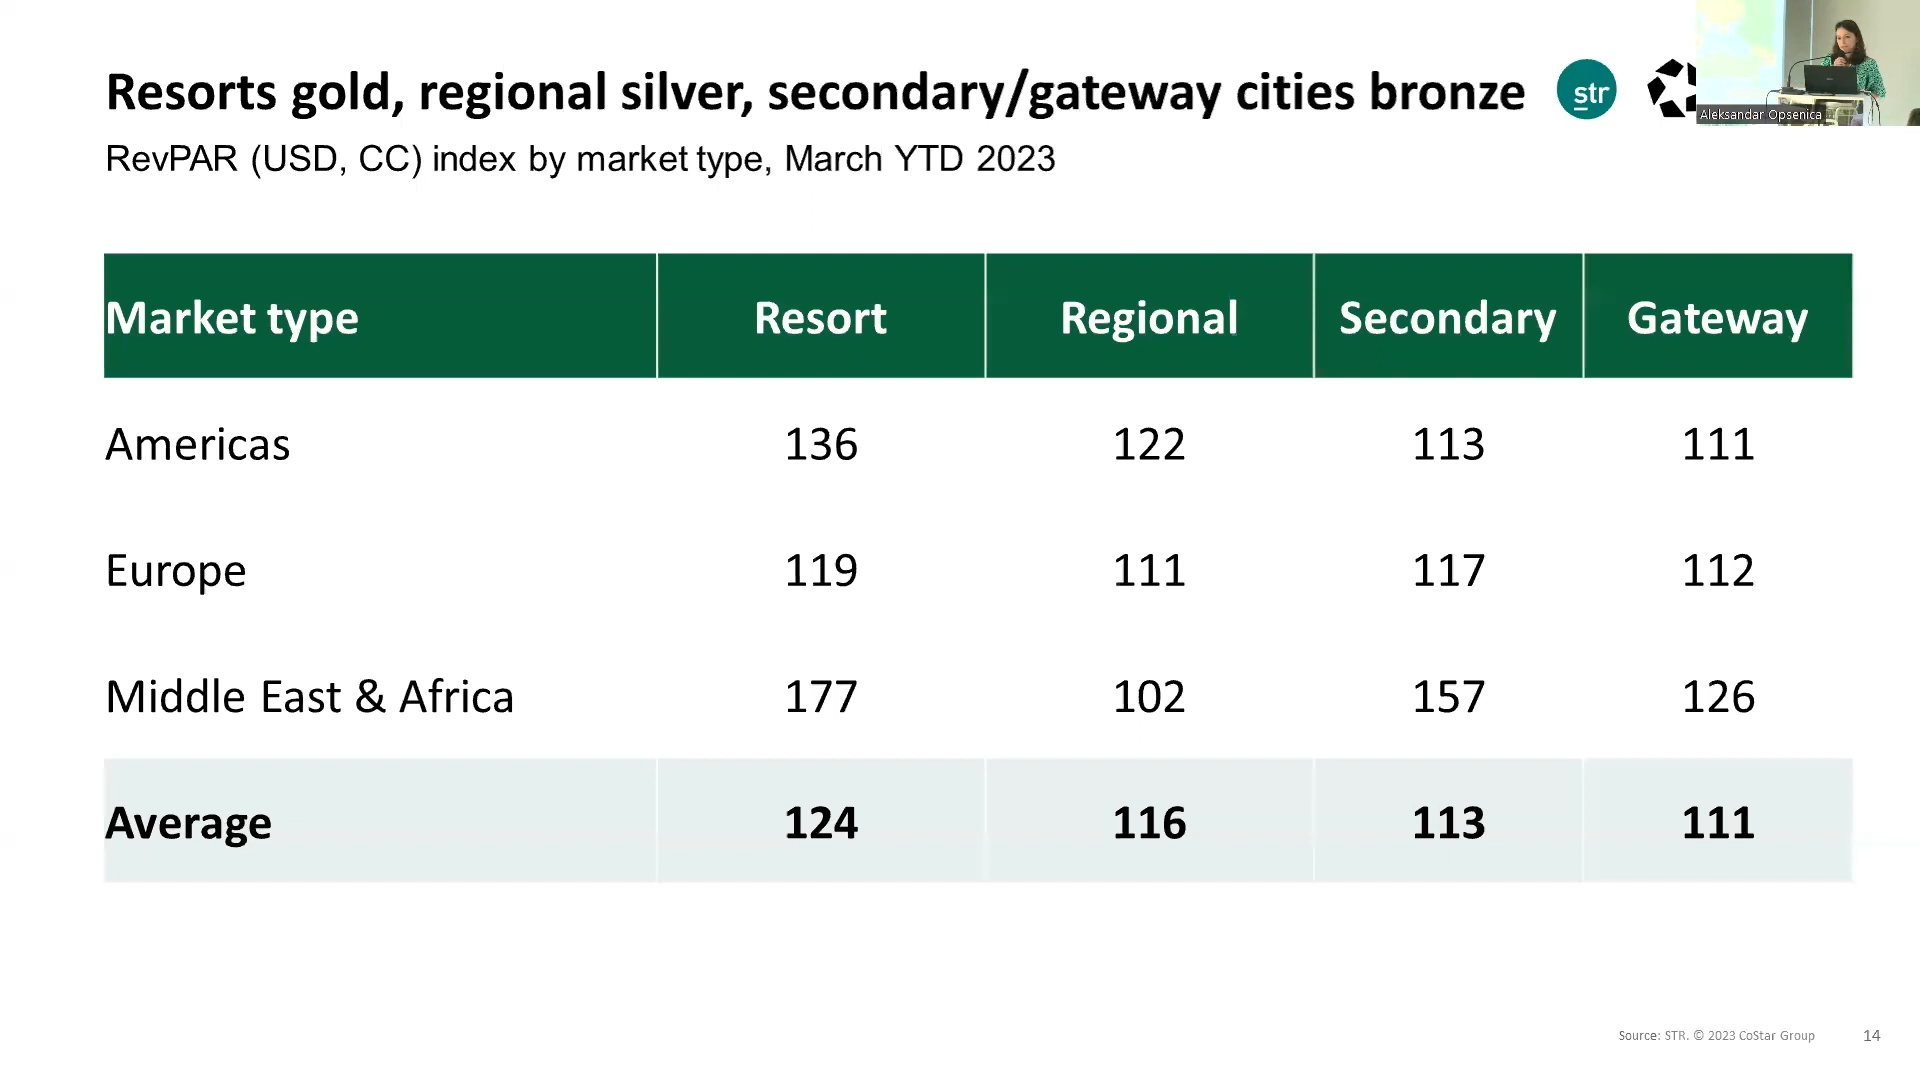 Resorts gold, regional silver, secondary/gateway cities bronze
str
Aleksandar Opsenica
RevPAR (USD, CC) index by market type, March YTD 2023
Market type Resort Regional Secondary Gateway
Americas 136 122 113 111
Europe 119 111 117 112
Middle East & Africa 177 102 157 126
Average 124 116 113 111
Source: STR. © 2023 CoStar Group 14